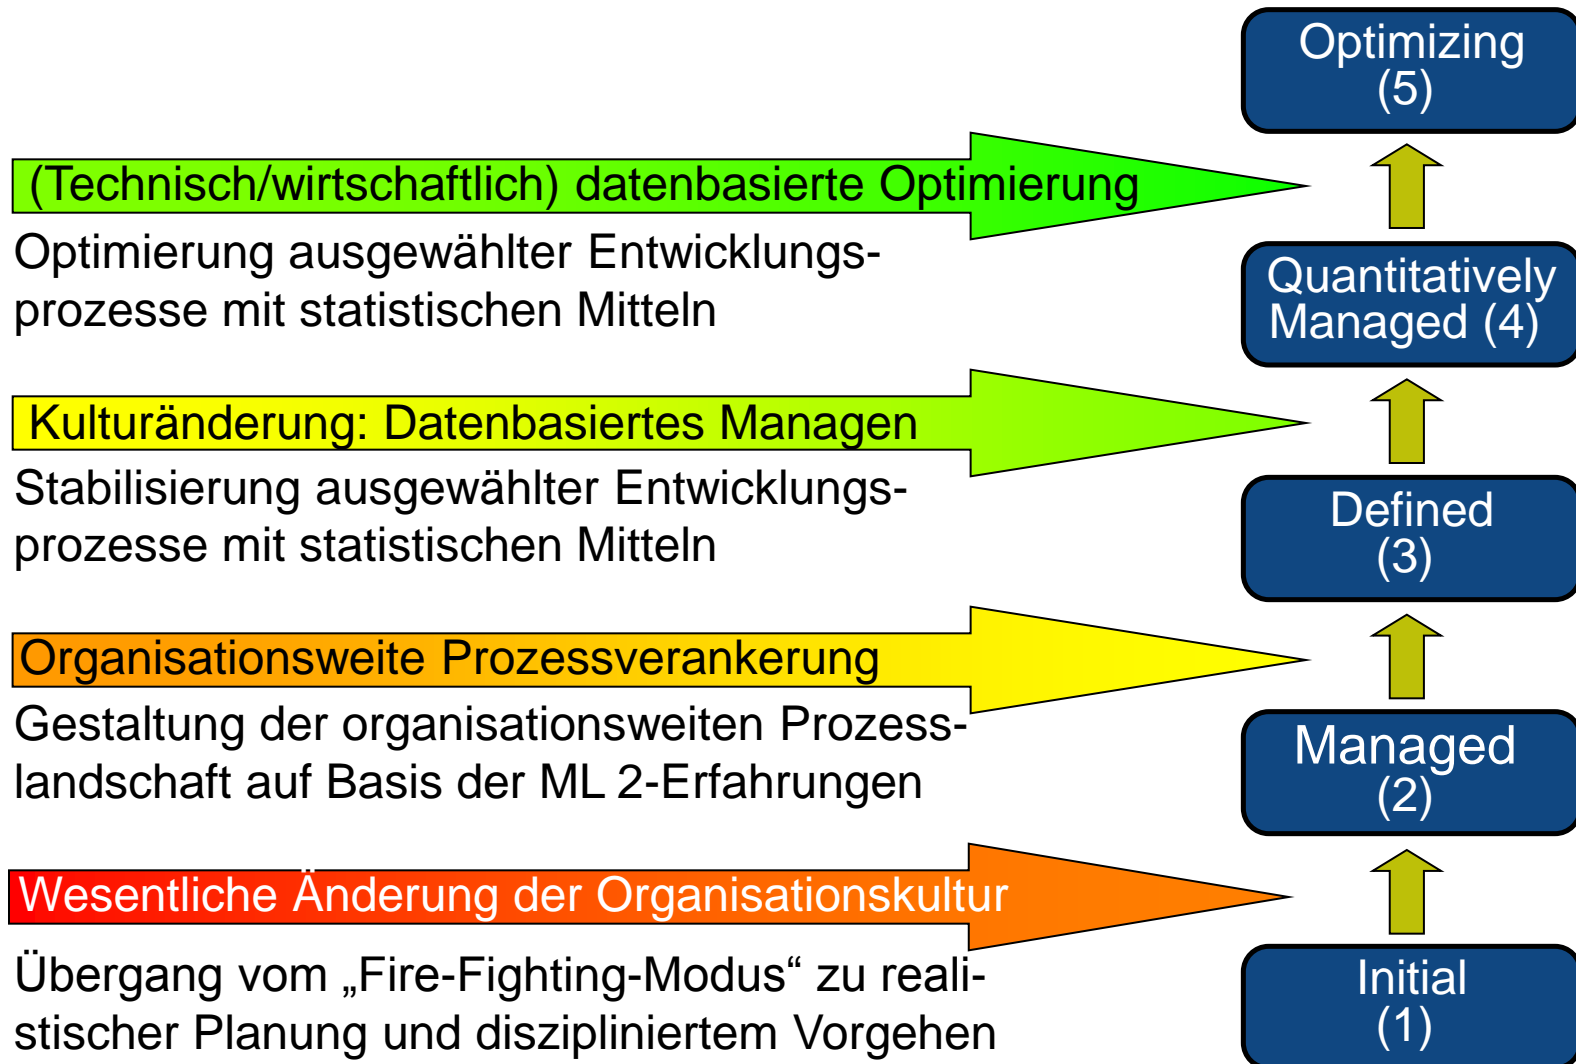 Optimizing
(5)
(Technisch/wirtschaftlich) datenbasierte Optimierung
Optimierung ausgewählter Entwicklungs-
prozesse mit statistischen Mitteln
Quantitatively
Managed (4)
Kulturänderung: Datenbasiertes Managen
Stabilisierung ausgewählter Entwicklungs-
prozesse mit statistischen Mitteln
Defined
(3)
Organisationsweite Prozessverankerung
Gestaltung der organisationsweiten Prozess-
landschaft auf Basis der ML 2-Erfahrungen
Managed
(2)
Wesentliche Änderung der Organisationskultur
Übergang vom „Fire-Fighting-Modus“ zu reali-
stischer Planung und diszipliniertem Vorgehen
Initial
(1)